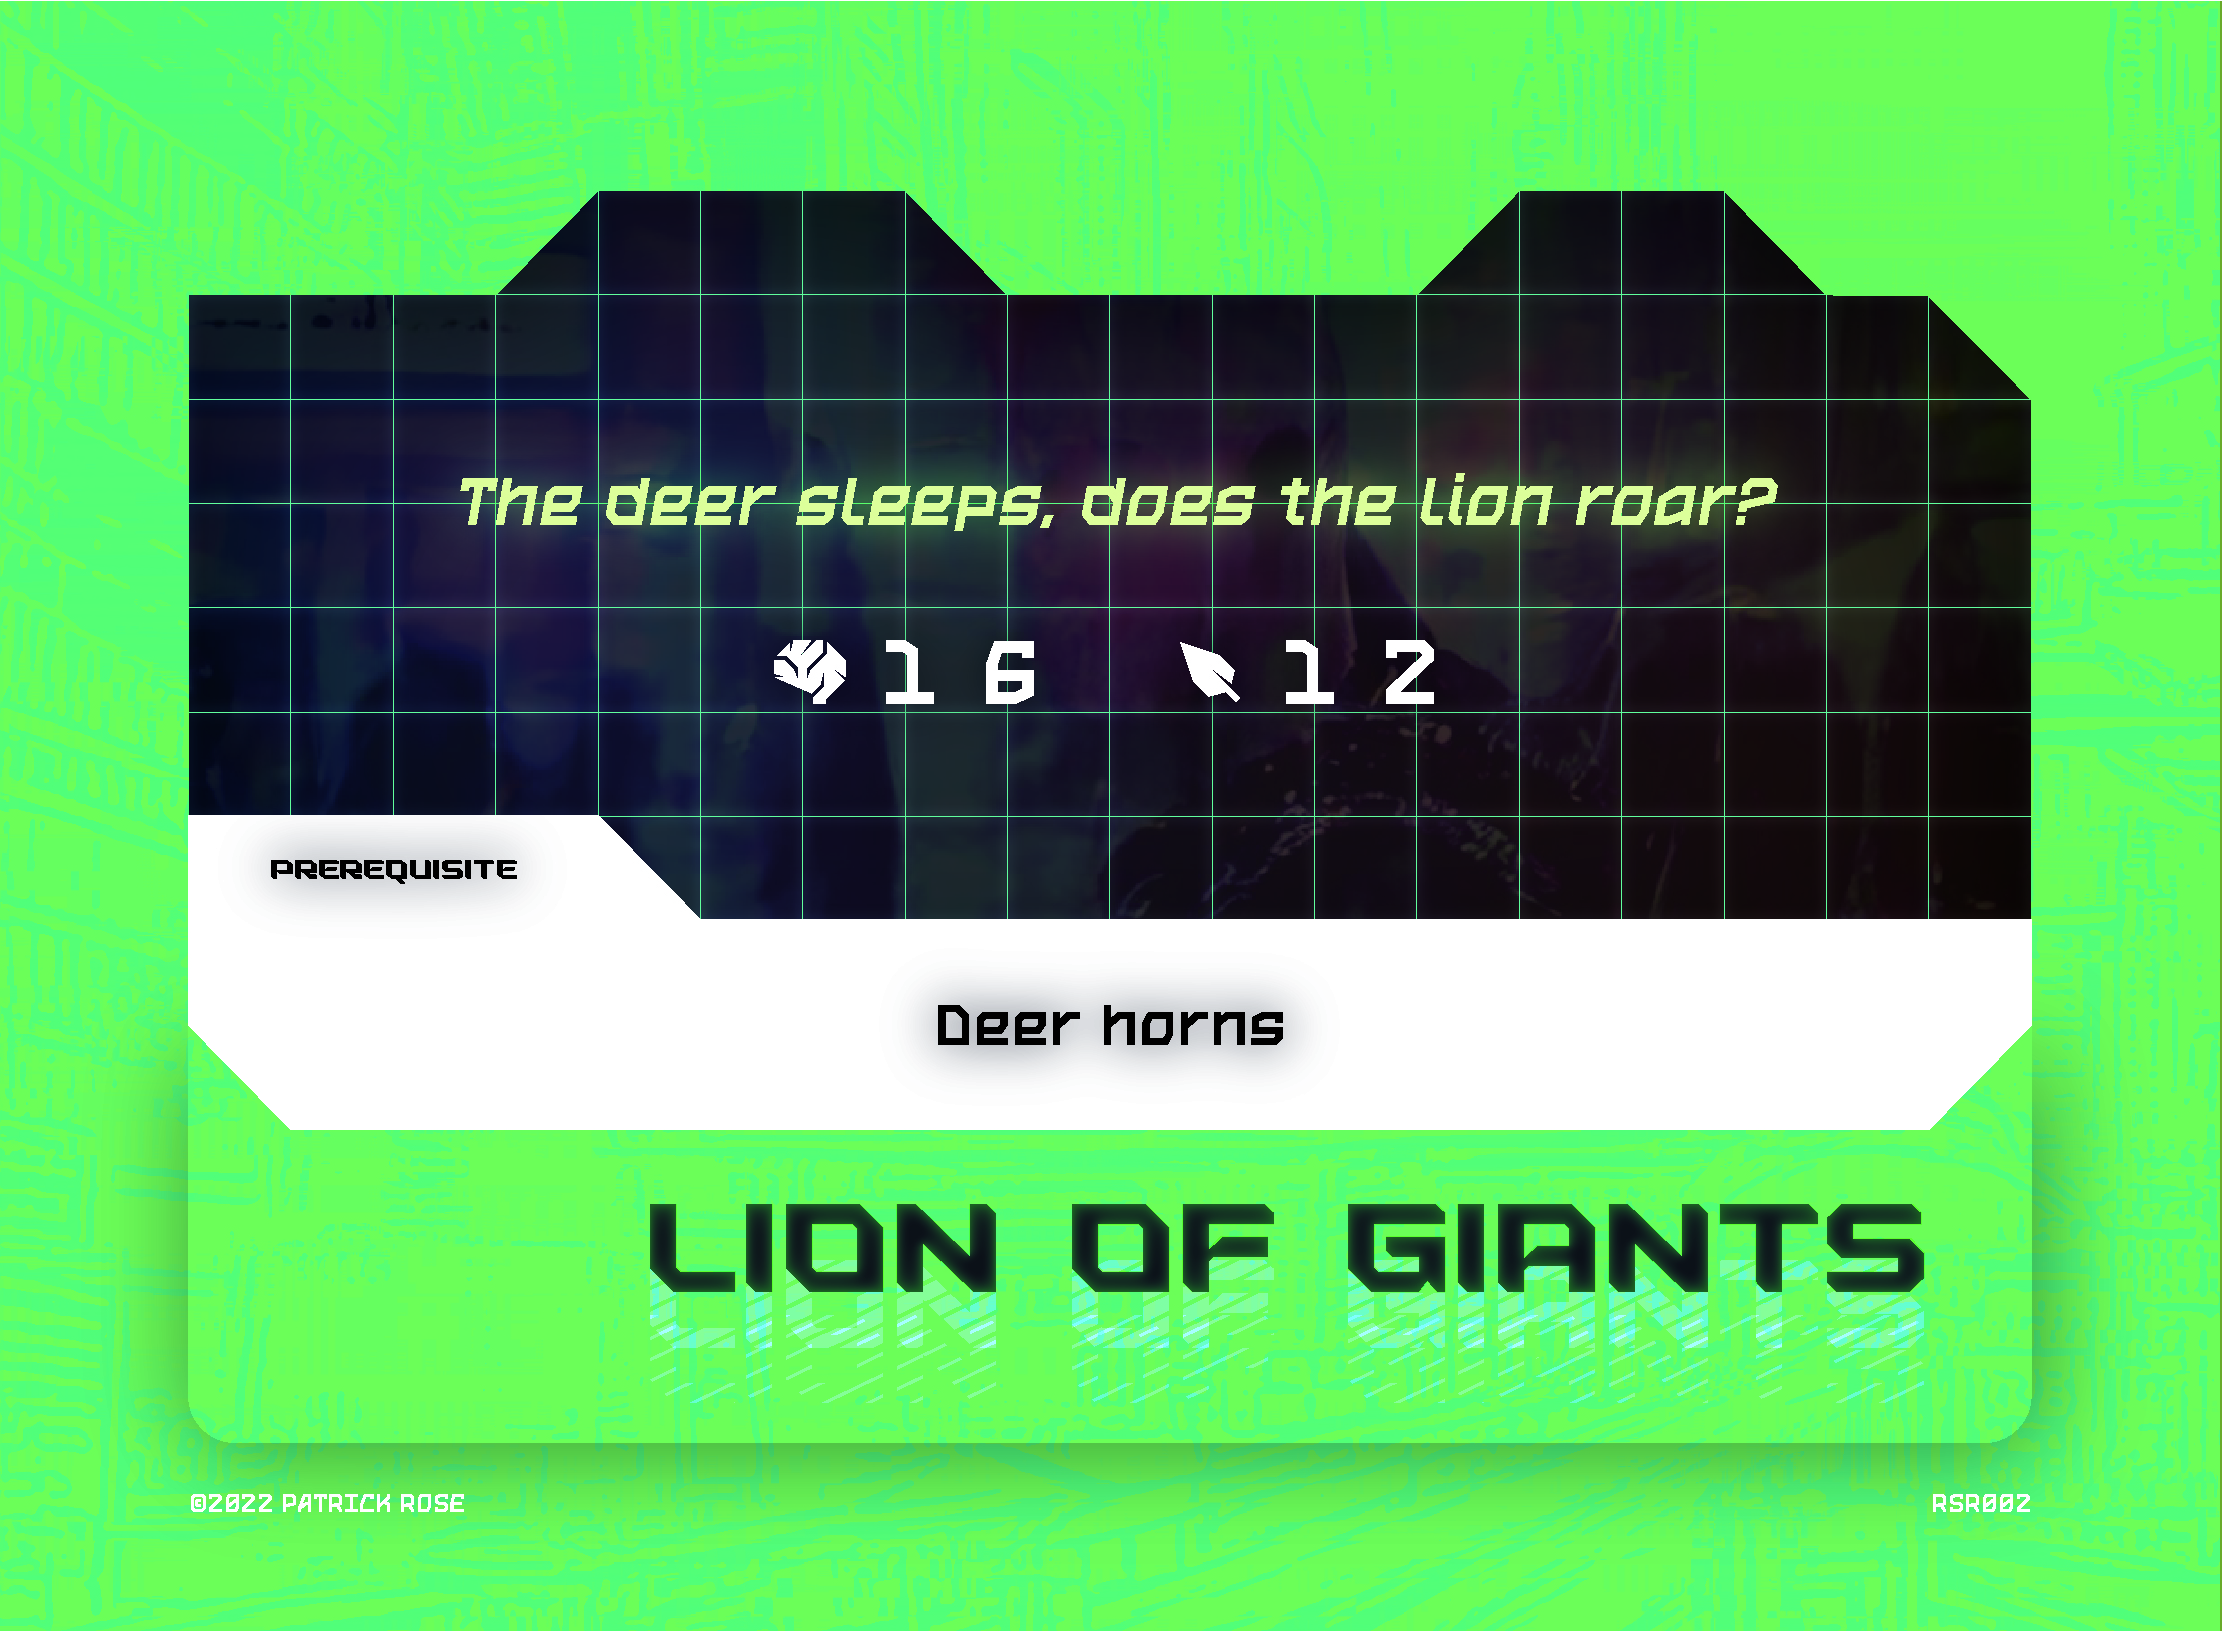 The deer sleeps, does the lion roar?
16 12
PREREQUISITE
Deer horns
LION OF GIANTS
©2022 PATRICK ROSE
RSR002